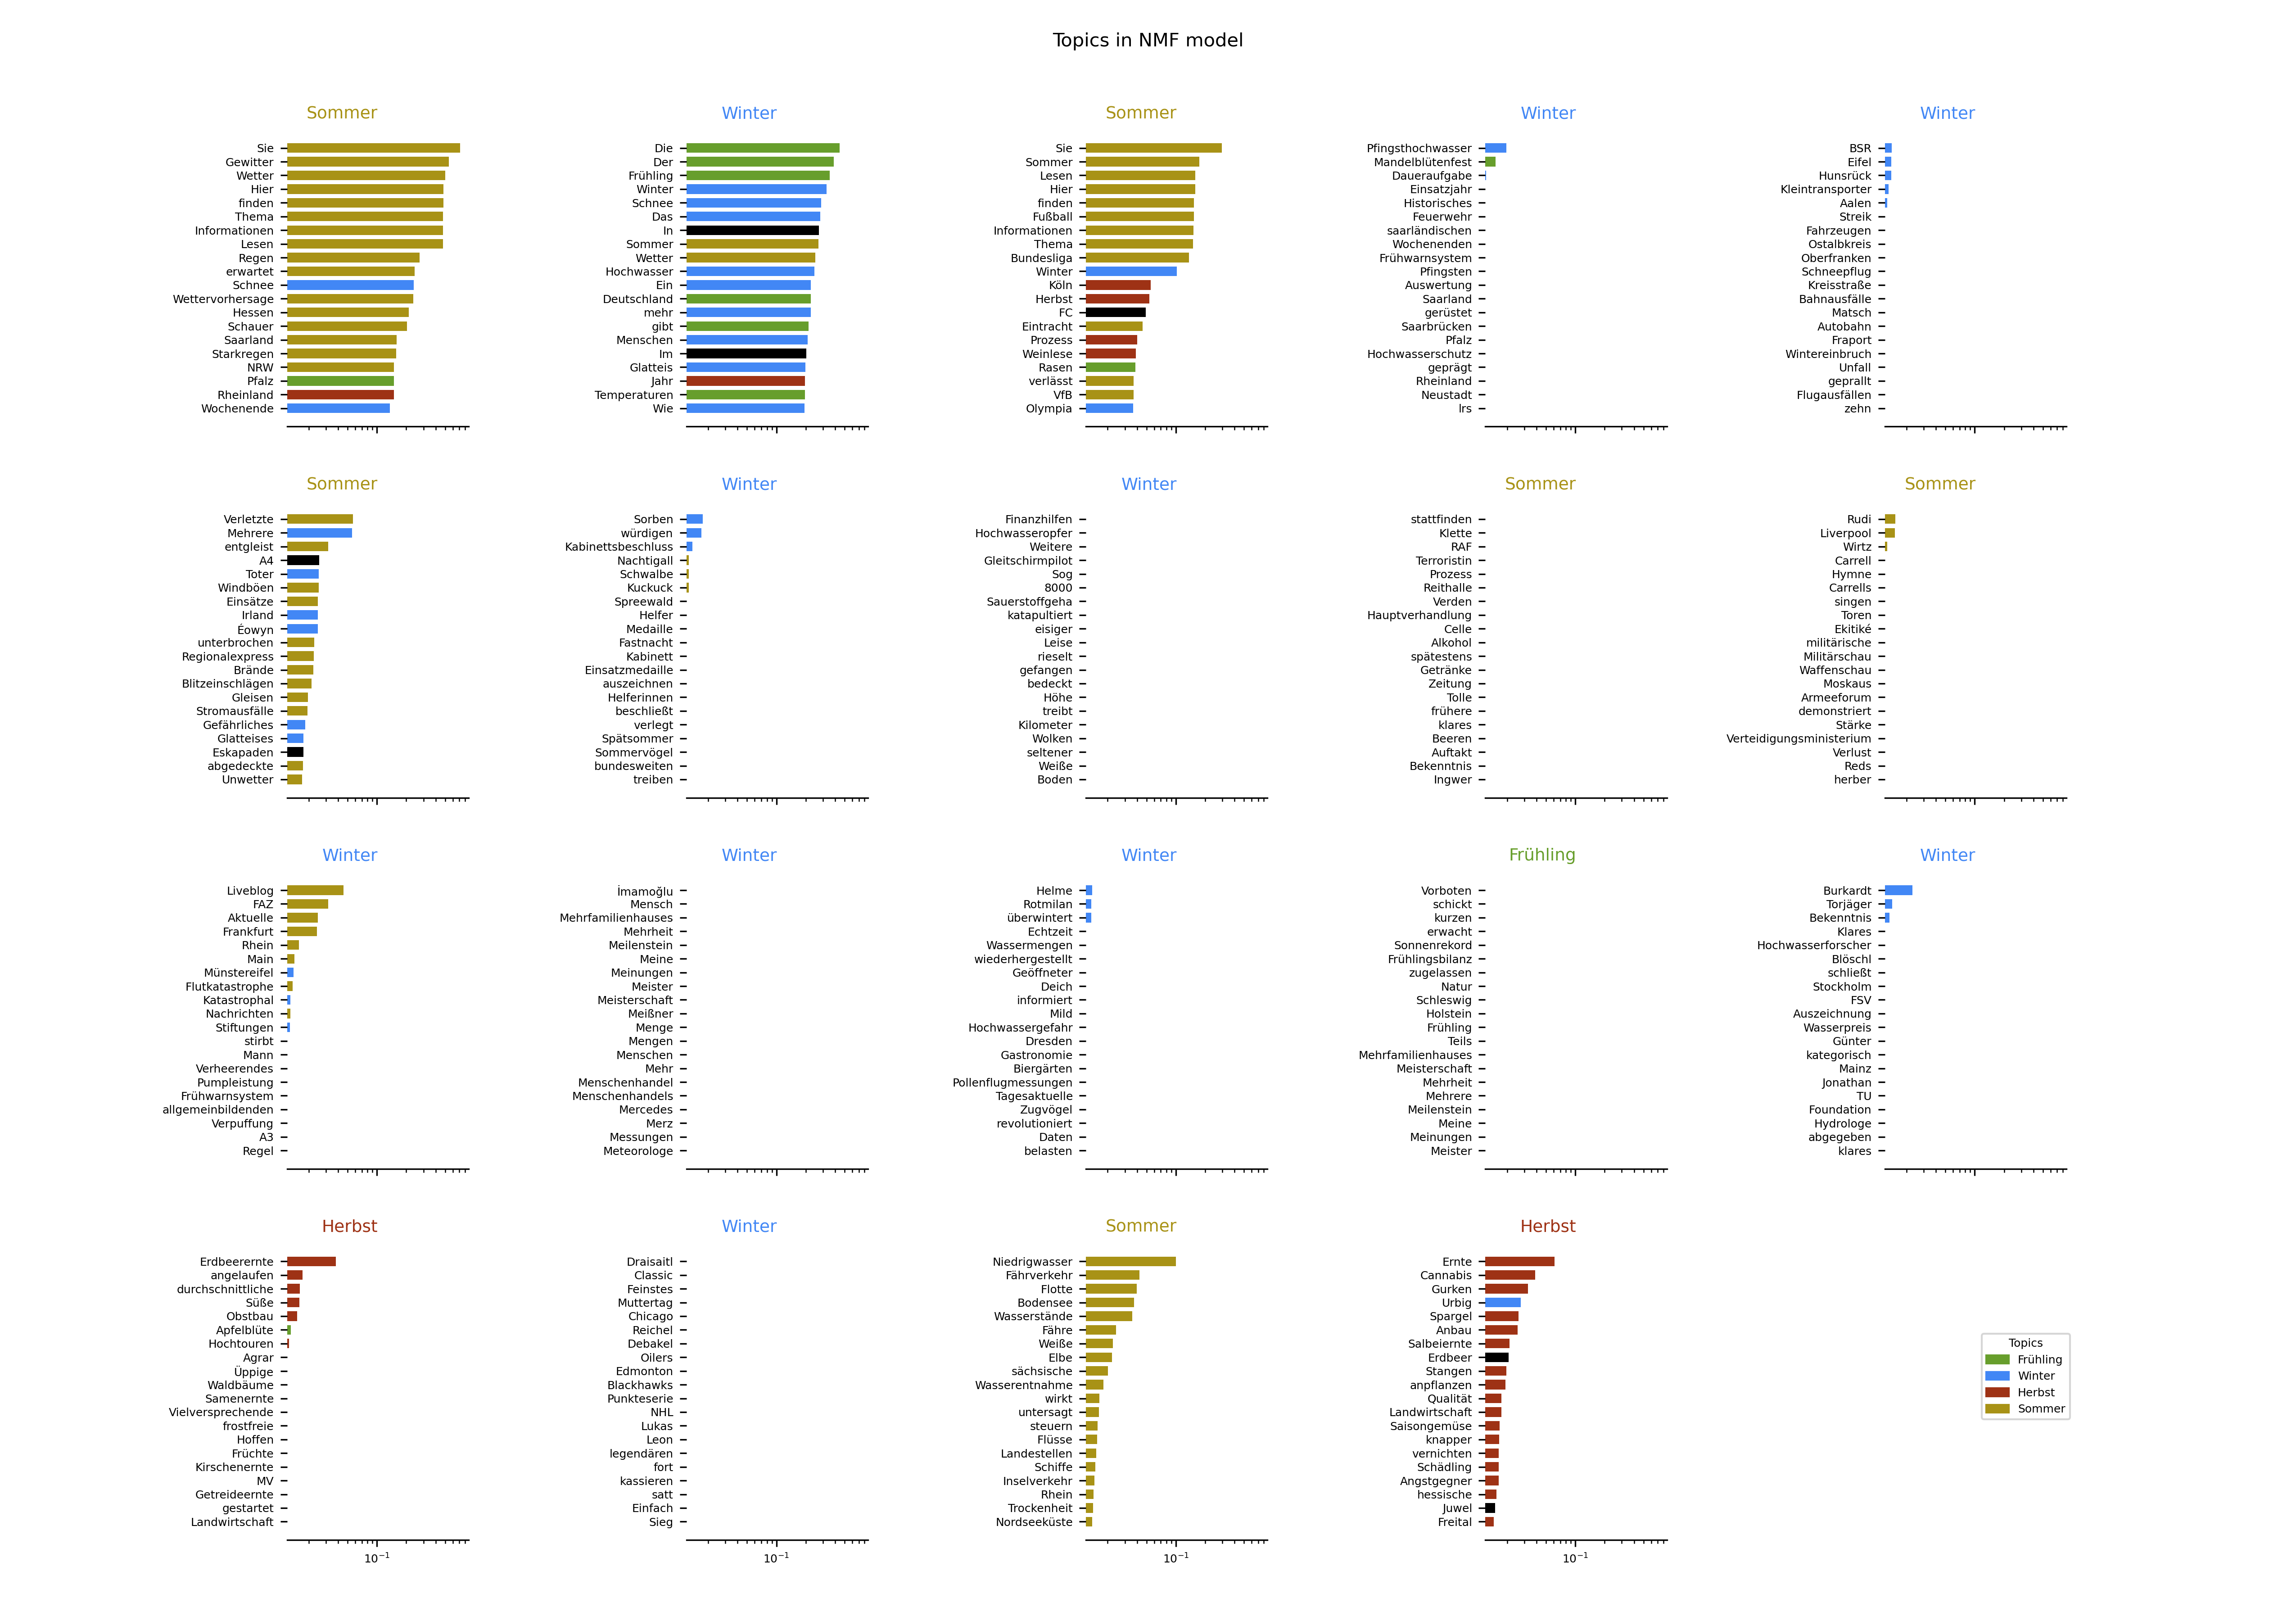 Topics in NMF model
Sommer
Sie
Gewitter
Wetter
Hier
finden
Thema
Informationen
Lesen
Regen
erwartet
Schnee
Wettervorhersage
Hessen
Schauer
Saarland
Starkregen
NRW
Pfalz
Rheinland
Wochenende
Winter
Die
Der
Frühling
Winter
Schnee
Das
In
Sommer
Wetter
Hochwasser
Ein
Deutschland
mehr
gibt
Menschen
Im
Glatteis
Jahr
Temperaturen
Wie
Sommer
Sie
Sommer
Lesen
Hier
finden
Fußball
Informationen
Thema
Bundesliga
Winter
Köln
Herbst
FC
Eintracht
Prozess
Weinlese
Rasen
verlässt
VfB
Olympia
Winter
Pfingsthochwasser
Mandelblütenfest
Daueraufgabe
Einsatzjahr
Historisches
Feuerwehr
saarländischen
Wochenenden
Frühwarnsystem
Pfingsten
Auswertung
Saarland
gerüstet
Saarbrücken
Pfalz
Hochwasserschutz
geprägt
Rheinland
Neustadt
Irs
Winter
BSR
Eifel
Hunsrück
Kleintransporter
Aalen
Streik
Fahrzeugen
Ostalbkreis
Oberfranken
Schneepflug
Kreisstraße
Bahnausfälle
Matsch
Autobahn
Fraport
Wintereinbruch
Unfall
geprallt
Flugausfällen
zehn
Sommer
Verletzte
Mehrere
entgleist
A4
Toter
Windböen
Einsätze
Irland
Éowyn
unterbrochen
Regionalexpress
Brände
Blitzeinschlägen
Gleisen
Stromausfälle
Gefährliches
Glatteises
Eskapaden
abgedeckte
Unwetter
Winter
Sorben
würdigen
Kabinettsbeschluss
Nachtigall
Schwalbe
Kuckuck
Spreewald
Helfer
Medaille
Fastnacht
Kabinett
Einsatzmedaille
auszeichnen
Helferinnen
beschließt
verlegt
Spätsommer
Sommervögel
bundesweiten
treiben
Winter
Finanzhilfen
Hochwasseropfer
Weitere
Gleitschirmpilot
Sog
8000
Sauerstoffgeha
katapultiert
eisiger
Leise
rieselt
gefangen
bedeckt
Höhe
treibt
Kilometer
Wolken
seltener
Weiße
Boden
Sommer
stattfinden
Klette
RAF
Terroristin
Prozess
Reithalle
Verden
Hauptverhandlung
Celle
Alkohol
spätestens
Getränke
Zeitung
Tolle
frühere
klares
Beeren
Auftakt
Bekenntnis
Ingwer
Sommer
Rudi
Liverpool
Wirtz
Carrell
Hymne
Carrells
singen
Toren
Ekitiké
militärische
Militärschau
Waffenschau
Moskaus
Armeeforum
demonstriert
Stärke
Verteidigungsministerium
Verlust
Reds
herber
Winter
Liveblog
FAZ
Aktuelle
Frankfurt
Rhein
Main
Münstereifel
Flutkatastrophe
Katastrophal
Nachrichten
Stiftungen
stirbt
Mann
Verheerendes
Pumpleistung
Frühwarnsystem
allgemeinbildenden
Verpuffung
A3
Regel
Winter
İmamoğlu
Mensch
Mehrfamilienhauses
Mehrheit
Meilenstein
Meine
Meinungen
Meister
Meisterschaft
Meißner
Menge
Mengen
Menschen
Mehr
Menschenhandel
Menschenhandels
Mercedes
Merz
Messungen
Meteorologe
Winter
Helme
Rotmilan
überwintert
Echtzeit
Wassermengen
wiederhergestellt
Geöffneter
Deich
informiert
Mild
Hochwassergefahr
Dresden
Gastronomie
Biergärten
Pollenflugmessungen
Tagesaktuelle
Zugvögel
revolutioniert
Daten
belasten
Frühling
Vorboten
schickt
kurzen
erwacht
Sonnenrekord
Frühlingsbilanz
zugelassen
Natur
Schleswig
Holstein
Frühling
Teils
Mehrfamilienhauses
Meisterschaft
Mehrheit
Mehrere
Meilenstein
Meine
Meinungen
Meister
Winter
Burkardt
Torjäger
Bekenntnis
Klares
Hochwasserforscher
Blöschl
schließt
Stockholm
FSV
Auszeichnung
Wasserpreis
Günter
kategorisch
Mainz
Jonathan
TU
Foundation
Hydrologe
abgegeben
klares
Herbst
Erdbeerernte
angelaufen
durchschnittliche
Süße
Obstbau
Apfelblüte
Hochtouren
Agrar
Üppige
Waldbäume
Samenernte
Vielversprechende
frostfreie
Hoffen
Früchte
Kirschenernte
MV
Getreideernte
gestartet
Landwirtschaft
10⁻¹
Winter
Draisaitl
Classic
Feinstes
Muttertag
Chicago
Reichel
Debakel
Oilers
Edmonton
Blackhawks
Punkteserie
NHL
Lukas
Leon
legendären
fort
kassieren
satt
Einfach
Sieg
10⁻¹
Sommer
Niedrigwasser
Fährverkehr
Flotte
Bodensee
Wasserstände
Fähre
Weiße
Elbe
sächsische
Wasserentnahme
wirkt
untersagt
steuern
Flüsse
Landestellen
Schiffe
Inselverkehr
Rhein
Trockenheit
Nordseeküste
10⁻¹
Herbst
Ernte
Cannabis
Gurken
Urbig
Spargel
Anbau
Salbeiernte
Erdbeer
Stangen
anpflanzen
Qualität
Landwirtschaft
Saisongemüse
knapper
vernichten
Schädling
Angstgegner
hessische
Juwel
Freital
10⁻¹
Topics
Frühling
Winter
Herbst
Sommer